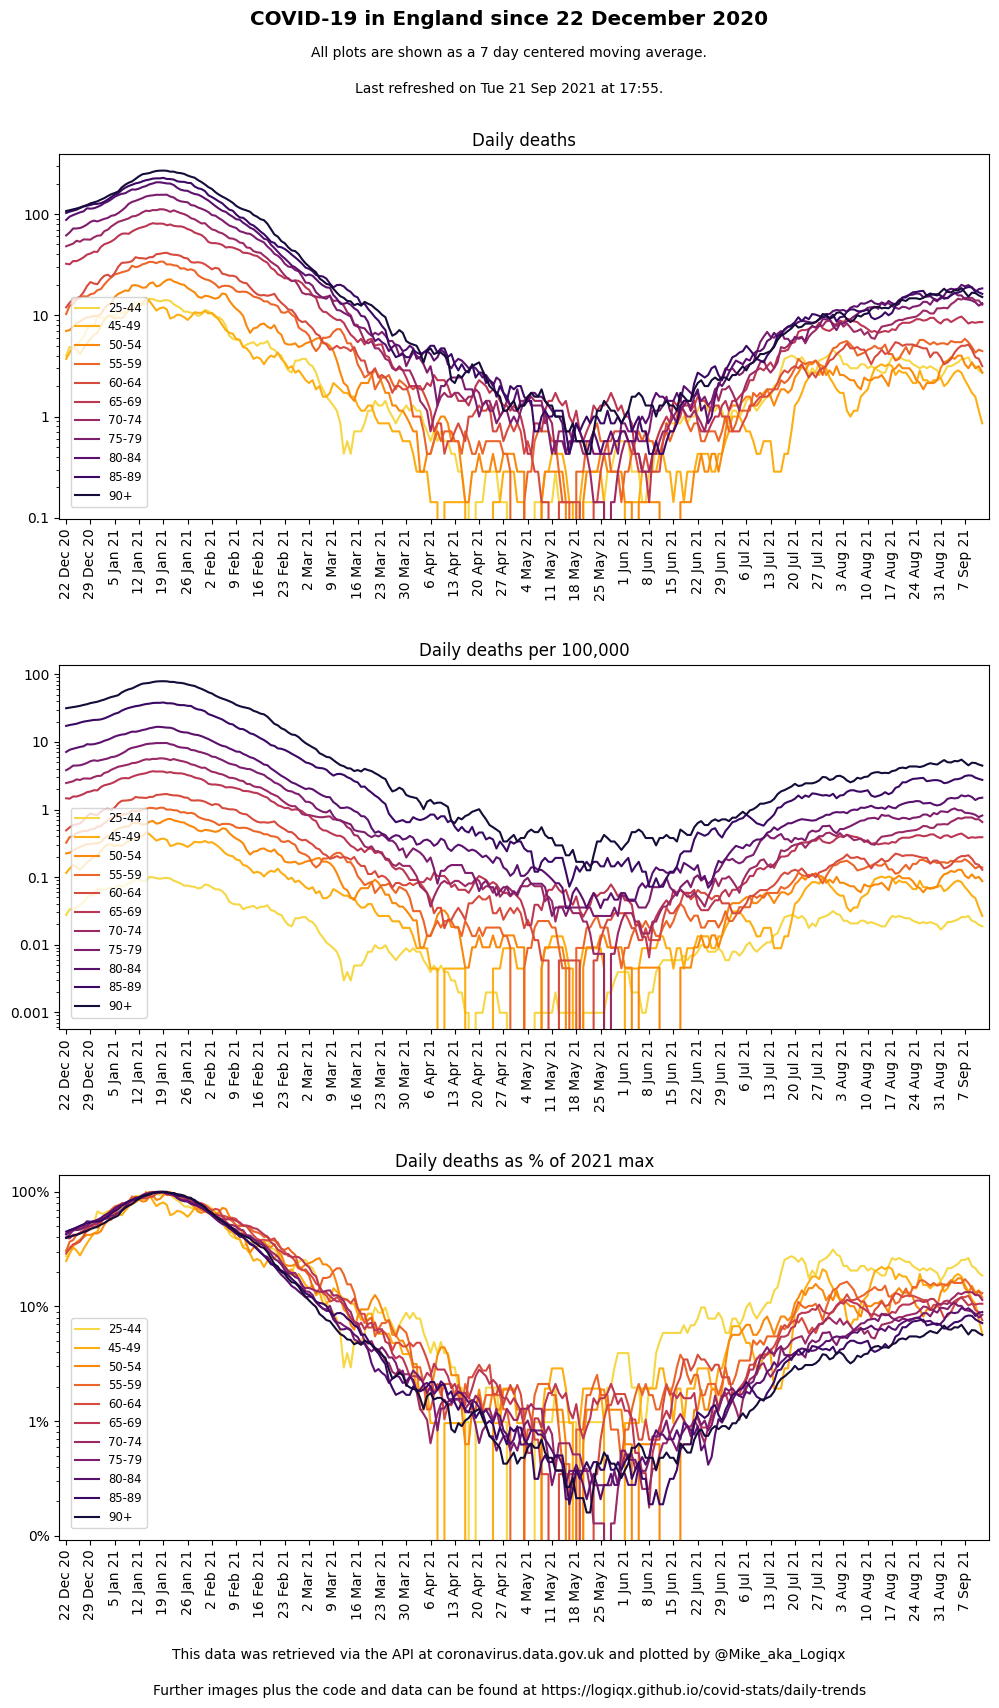 COVID-19 in England since 22 December 2020
All plots are shown as a 7 day centered moving average.
Last refreshed on Tue 21 Sep 2021 at 17:55.
Daily deaths
100
10
1
0.1
25-44
45-49
50-54
55-59
60-64
65-69
70-74
75-79
80-84
85-89
90+
22 Dec 20
29 Dec 20
5 Jan 21
12 Jan 21
19 Jan 21
26 Jan 21
2 Feb 21
9 Feb 21
16 Feb 21
23 Feb 21
2 Mar 21
9 Mar 21
16 Mar 21
23 Mar 21
30 Mar 21
6 Apr 21
13 Apr 21
20 Apr 21
27 Apr 21
4 May 21
11 May 21
18 May 21
25 May 21
1 Jun 21
8 Jun 21
15 Jun 21
22 Jun 21
29 Jun 21
6 Jul 21
13 Jul 21
20 Jul 21
27 Jul 21
3 Aug 21
10 Aug 21
17 Aug 21
24 Aug 21
31 Aug 21
7 Sep 21
Daily deaths per 100,000
100
10
1
0.1
0.01
0.001
25-44
45-49
50-54
55-59
60-64
65-69
70-74
75-79
80-84
85-89
90+
22 Dec 20
29 Dec 20
5 Jan 21
12 Jan 21
19 Jan 21
26 Jan 21
2 Feb 21
9 Feb 21
16 Feb 21
23 Feb 21
2 Mar 21
9 Mar 21
16 Mar 21
23 Mar 21
30 Mar 21
6 Apr 21
13 Apr 21
20 Apr 21
27 Apr 21
4 May 21
11 May 21
18 May 21
25 May 21
1 Jun 21
8 Jun 21
15 Jun 21
22 Jun 21
29 Jun 21
6 Jul 21
13 Jul 21
20 Jul 21
27 Jul 21
3 Aug 21
10 Aug 21
17 Aug 21
24 Aug 21
31 Aug 21
7 Sep 21
Daily deaths as % of 2021 max
100%
10%
1%
0%
25-44
45-49
50-54
55-59
60-64
65-69
70-74
75-79
80-84
85-89
90+
22 Dec 20
29 Dec 20
5 Jan 21
12 Jan 21
19 Jan 21
26 Jan 21
2 Feb 21
9 Feb 21
16 Feb 21
23 Feb 21
2 Mar 21
9 Mar 21
16 Mar 21
23 Mar 21
30 Mar 21
6 Apr 21
13 Apr 21
20 Apr 21
27 Apr 21
4 May 21
11 May 21
18 May 21
25 May 21
1 Jun 21
8 Jun 21
15 Jun 21
22 Jun 21
29 Jun 21
6 Jul 21
13 Jul 21
20 Jul 21
27 Jul 21
3 Aug 21
10 Aug 21
17 Aug 21
24 Aug 21
31 Aug 21
7 Sep 21
This data was retrieved via the API at coronavirus.data.gov.uk and plotted by @Mike_aka_Logiqx
Further images plus the code and data can be found at https://logiqx.github.io/covid-stats/daily-trends